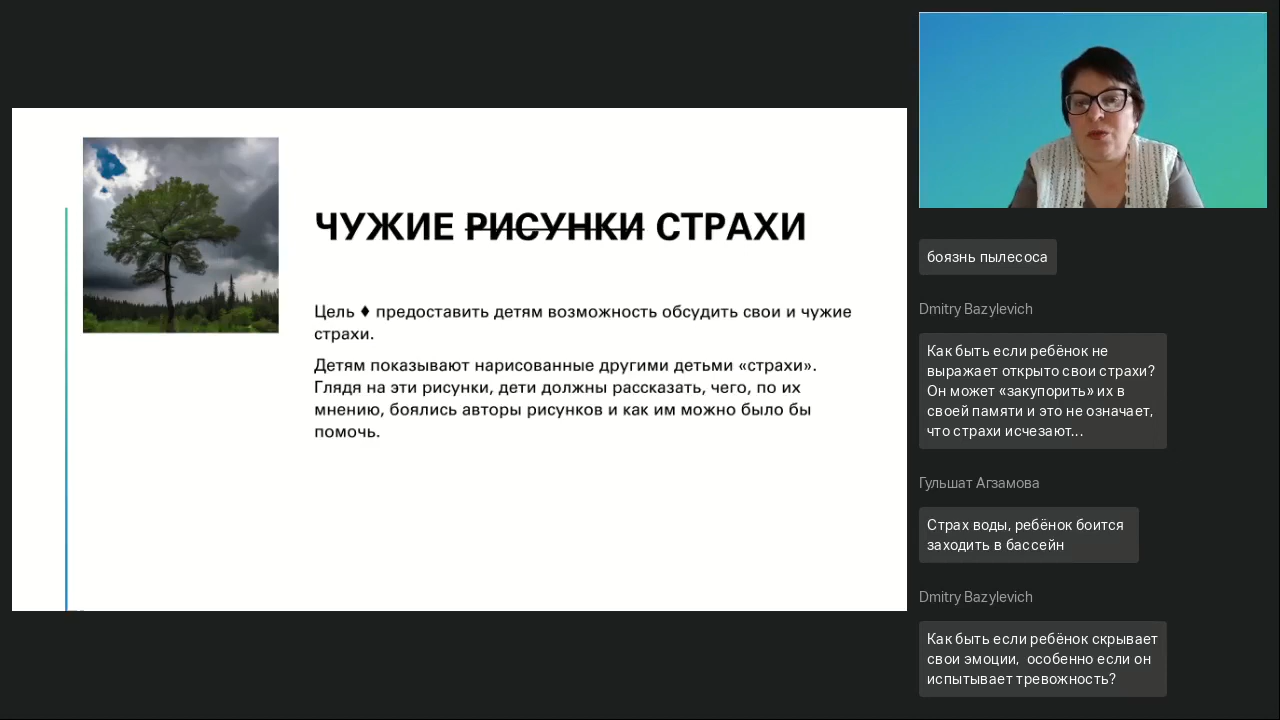 ЧУЖИЕ РИСУНКИ СТРАХИ
Цель ♦ предоставить детям возможность обсудить свои и чужие
страхи.
Детям показывают нарисованные другими детьми «страхи».
Глядя на эти рисунки, дети должны рассказать, чего, по их
мнению, боялись авторы рисунков и как им можно было бы
помочь.
боязнь пылесоса
Dmitry Bazylevich
Как быть если ребёнок не
выражает открыто свои страхи?
Он может «закупорить» их в
своей памяти и это не означает,
что страхи исчезают...
Гульшат Агзамова
Страх воды, ребёнок боится
заходить в бассейн
Dmitry Bazylevich
Как быть если ребёнок скрывает
свои эмоции, особенно если он
испытывает тревожность?